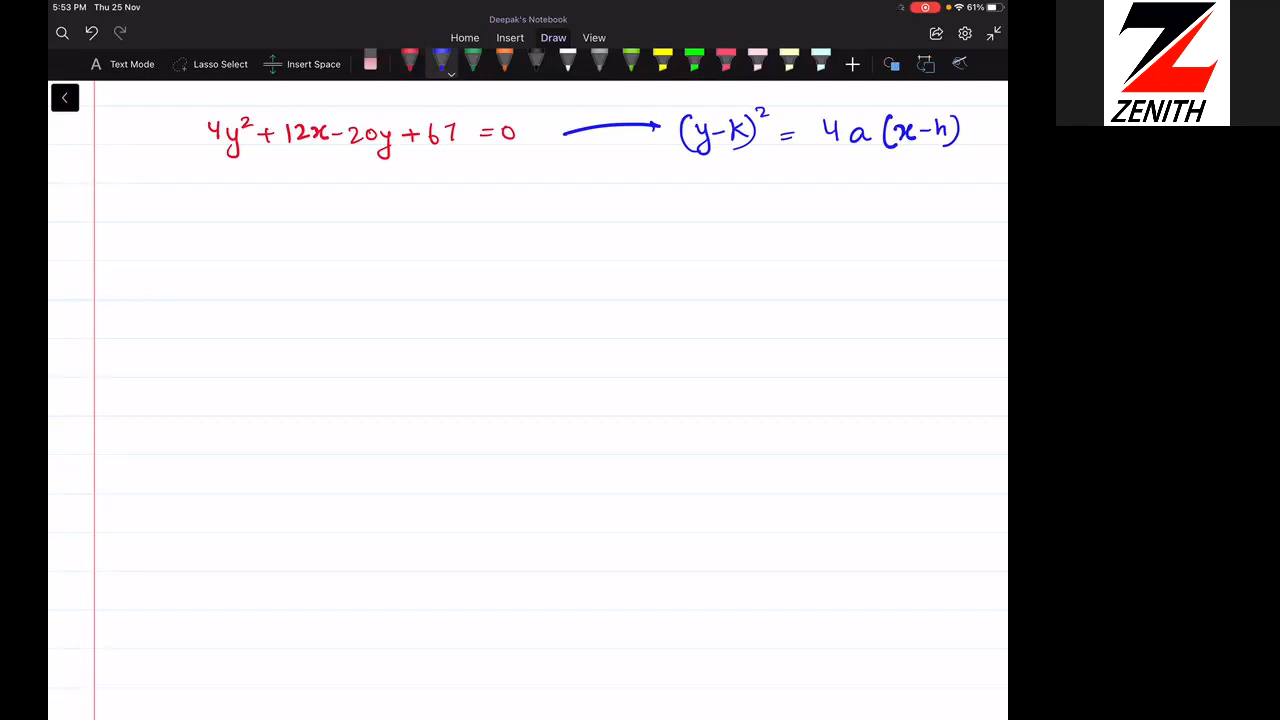 5:53 PM Thu 25 Nov
61%
Deepak's Notebook
Home Insert Draw View
Text Mode Lasso Select Insert Space
4y² + 12x - 20y + 67 = 0 → (y-k)² = 4a(x-h)
ZENITH